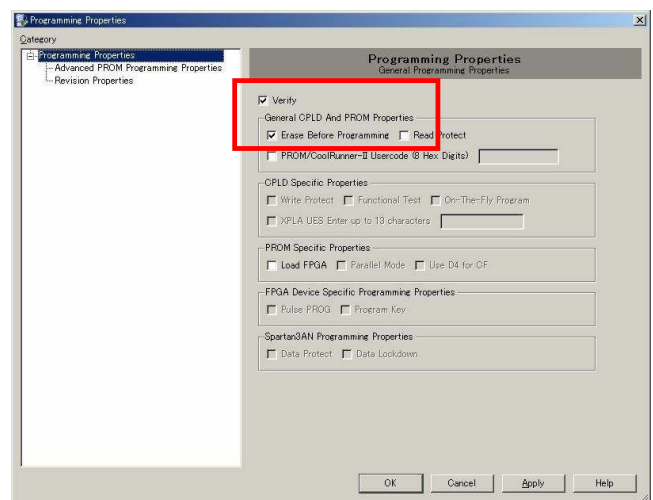 Programming Properties
Category
Programming Properties
Advanced PROM Programming Properties
Revision Properties
Programming Properties
General Programming Properties
Verify
General CPLD And PROM Properties
Erase Before Programming Read Protect
PROM/CoolRunner-II Usercode (8 Hex Digits)
CPLD Specific Properties
Write Protect Functional Test On-The-Fly Program
XPLA UES Enter up to 13 characters
PROM Specific Properties
Load FPGA Parallel Mode Use D4 for CF
FPGA Device Specific Programming Properties
Pulse PROG Program Key
Spartan3AN Programming Properties
Data Protect Data Lockdown
OK Cancel Apply Help